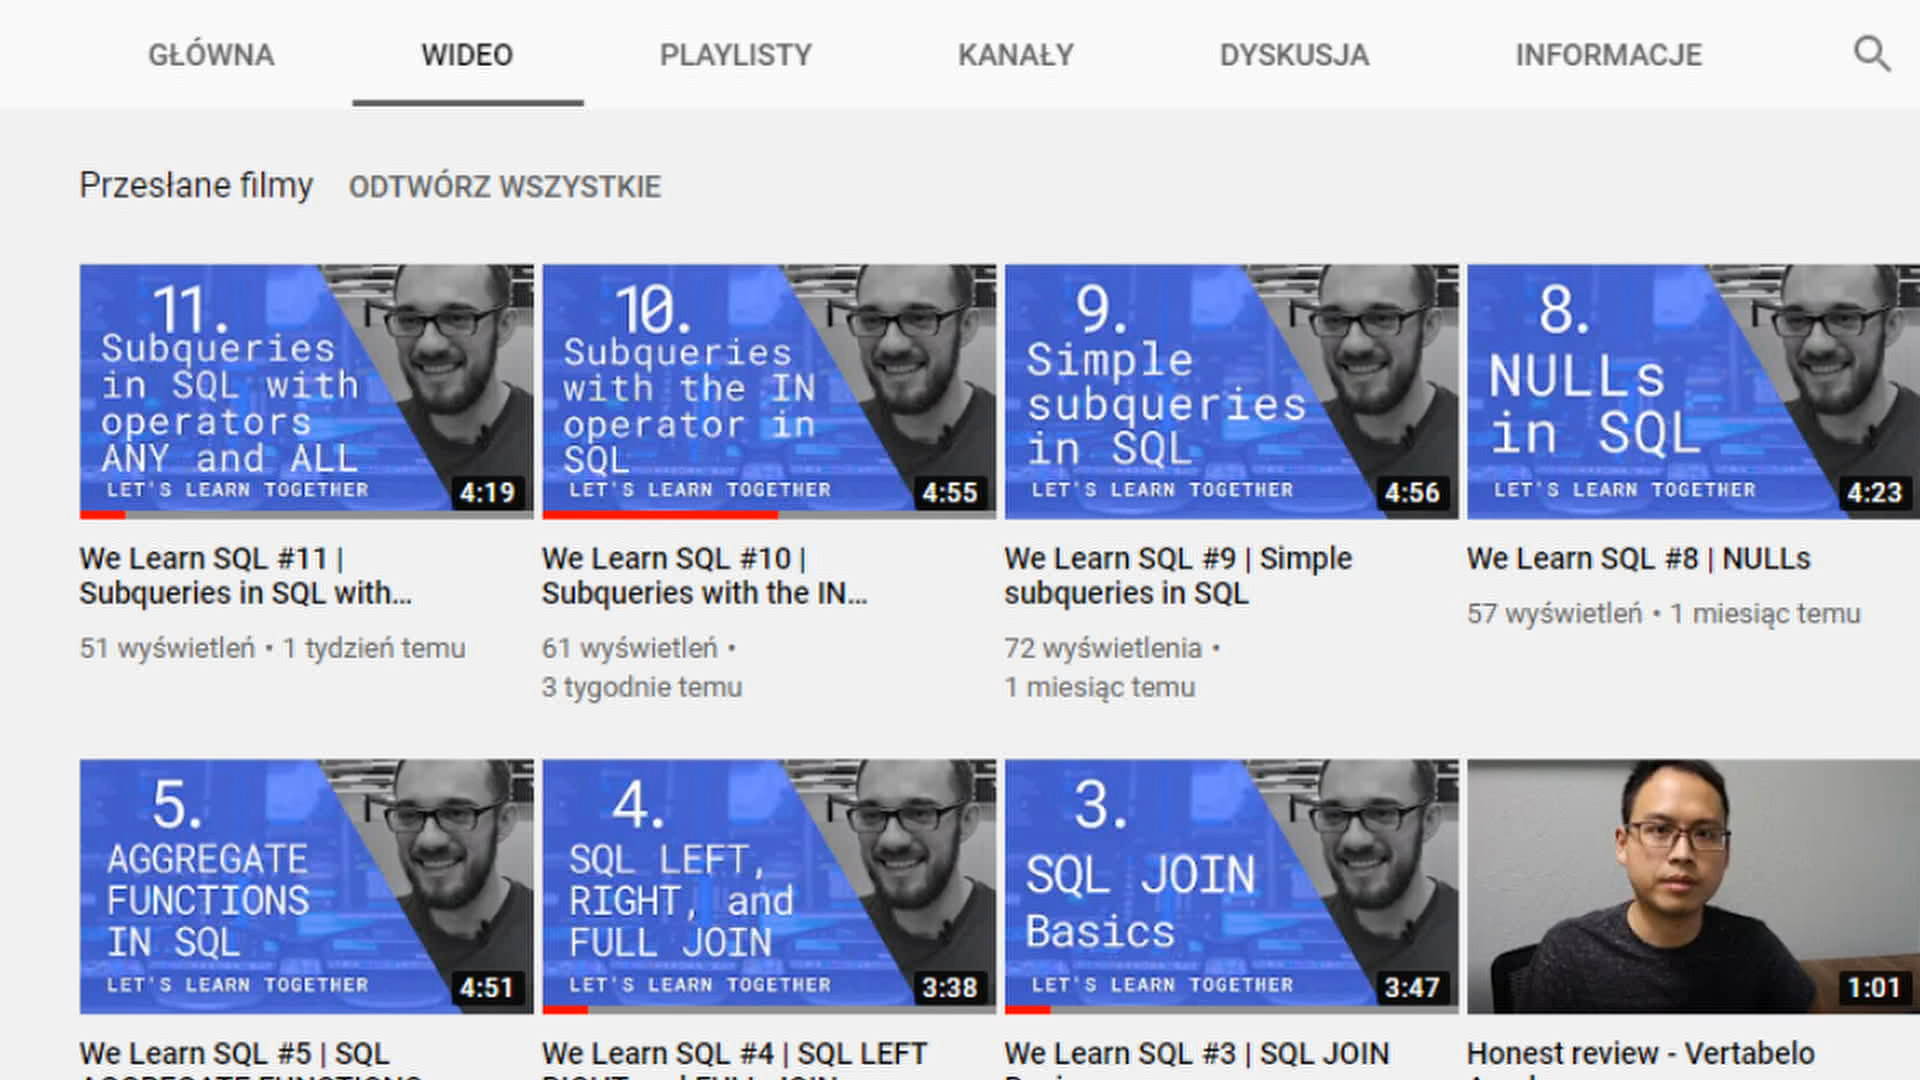 GŁÓWNA WIDEO PLAYLISTY KANAŁY DYSKUSJA INFORMACJE
Przesłane filmy ODTWÓRZ WSZYSTKIE
11.
Subqueries
in SQL with
operators
ANY and ALL
LET'S LEARN TOGETHER
4:19
We Learn SQL #11 |
Subqueries in SQL with...
51 wyświetleń • 1 tydzień temu
10.
Subqueries
with the IN
operator in
SQL
LET'S LEARN TOGETHER
4:55
We Learn SQL #10 |
Subqueries with the IN...
61 wyświetleń •
3 tygodnie temu
9.
Simple
subqueries
in SQL
LET'S LEARN TOGETHER
4:56
We Learn SQL #9 | Simple
subqueries in SQL
72 wyświetlenia •
1 miesiąc temu
8.
NULLs
in SQL
LET'S LEARN TOGETHER
4:23
We Learn SQL #8 | NULLs
57 wyświetleń • 1 miesiąc temu
5.
AGGREGATE
FUNCTIONS
IN SQL
LET'S LEARN TOGETHER
4:51
We Learn SQL #5 | SQL
AGGREGATE FUNCTIONS
4.
SQL LEFT,
RIGHT, and
FULL JOIN
LET'S LEARN TOGETHER
3:38
We Learn SQL #4 | SQL LEFT
3.
SQL JOIN
Basics
LET'S LEARN TOGETHER
3:47
We Learn SQL #3 | SQL JOIN
1:01
Honest review - Vertabelo